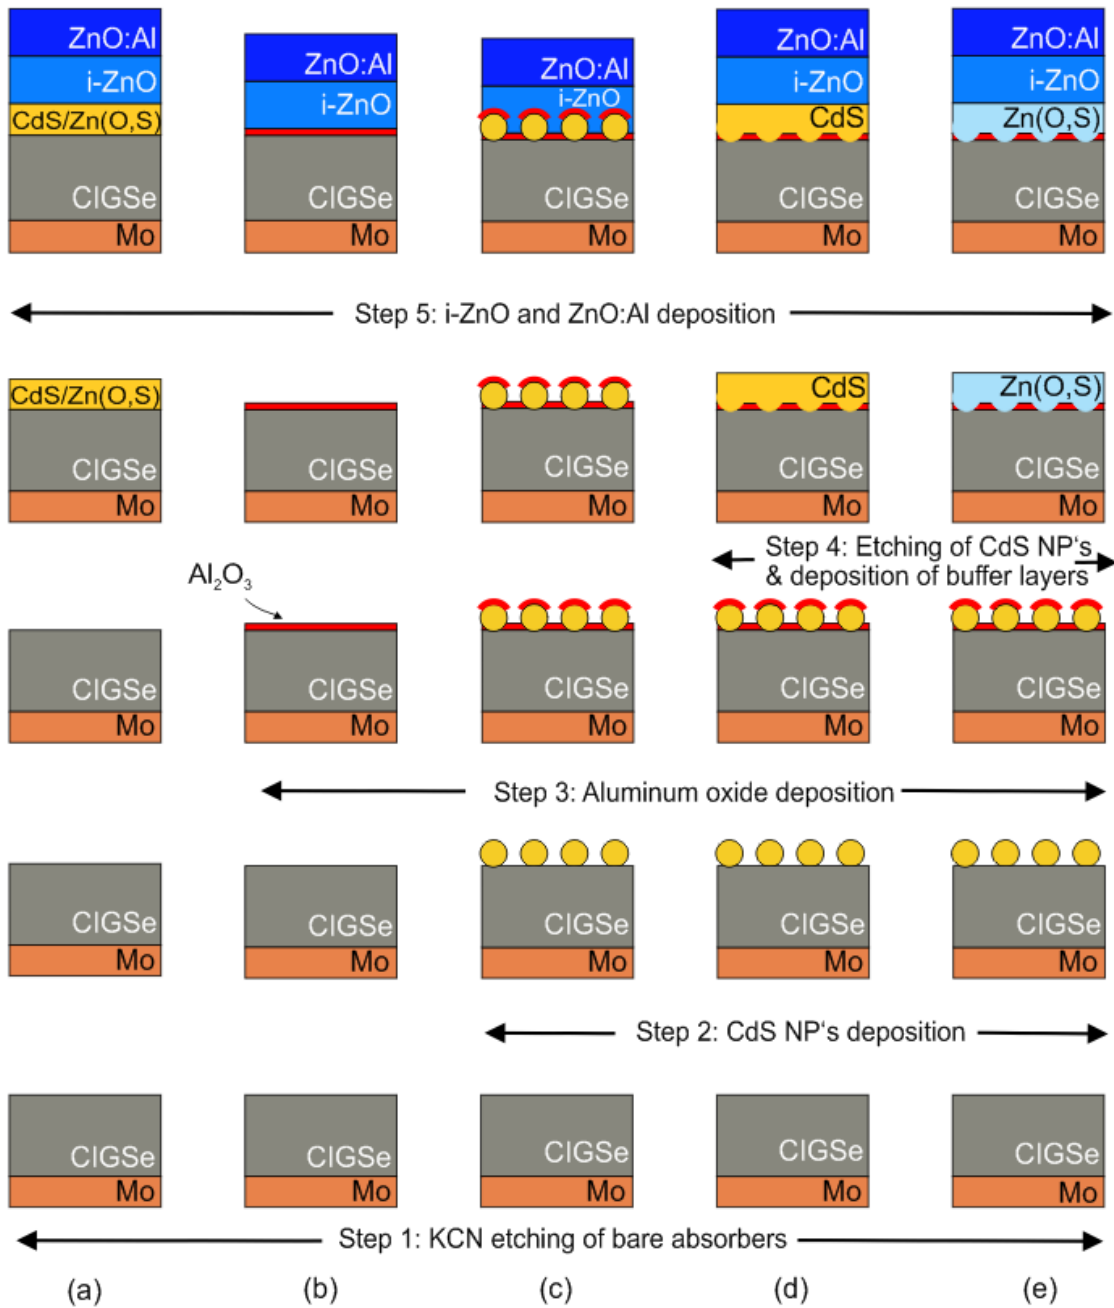 ZnO:Al ZnO:Al ZnO:Al ZnO:Al ZnO:Al
i-ZnO i-ZnO i-ZnO i-ZnO i-ZnO
CdS/Zn(O,S) CdS Zn(O,S)
CIGSe CIGSe CIGSe CIGSe CIGSe
Mo Mo Mo Mo Mo
Step 5: i-ZnO and ZnO:Al deposition
CdS/Zn(O,S) CdS Zn(O,S)
CIGSe CIGSe CIGSe CIGSe CIGSe
Mo Mo Mo Mo Mo
Step 4: Etching of CdS NP‘s
& deposition of buffer layers
Al₂O₃
CIGSe CIGSe CIGSe CIGSe CIGSe
Mo Mo Mo Mo Mo
Step 3: Aluminum oxide deposition
CIGSe CIGSe CIGSe CIGSe CIGSe
Mo Mo Mo Mo Mo
Step 2: CdS NP‘s deposition
CIGSe CIGSe CIGSe CIGSe CIGSe
Mo Mo Mo Mo Mo
Step 1: KCN etching of bare absorbers
(a) (b) (c) (d) (e)